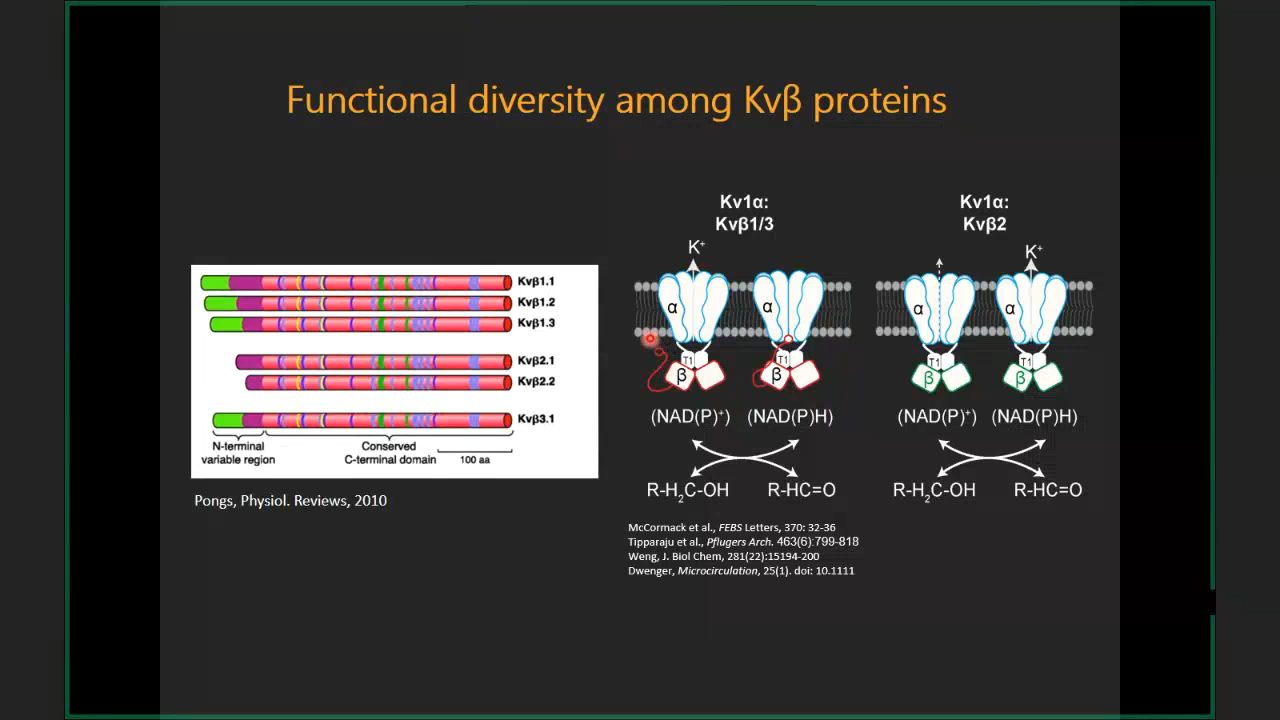 Functional diversity among Kvβ proteins
Kvβ1.1
Kvβ1.2
Kvβ1.3
Kvβ2.1
Kvβ2.2
Kvβ3.1
N-terminal
variable region
Conserved
C-terminal domain
100 aa
Pongs, Physiol. Reviews, 2010
Kv1α:
Kvβ1/3
K⁺
α
α
T1
T1
β
β
(NAD(P)⁺)
(NAD(P)H)
R-H₂C-OH
R-HC=O
Kv1α:
Kvβ2
K⁺
α
α
T1
T1
β
β
(NAD(P)⁺)
(NAD(P)H)
R-H₂C-OH
R-HC=O
McCormack et al., FEBS Letters, 370: 32-36
Tipparaju et al., Pflugers Arch. 463(6):799-818
Weng, J. Biol Chem, 281(22):15194-200
Dwenger, Microcirculation, 25(1). doi: 10.1111